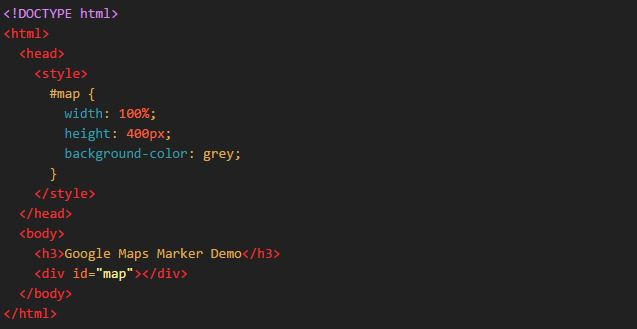 <!DOCTYPE html>
<html>
  <head>
    <style>
      #map {
        width: 100%;
        height: 400px;
        background-color: grey;
      }
    </style>
  </head>
  <body>
    <h3>Google Maps Marker Demo</h3>
    <div id="map"></div>
  </body>
</html>